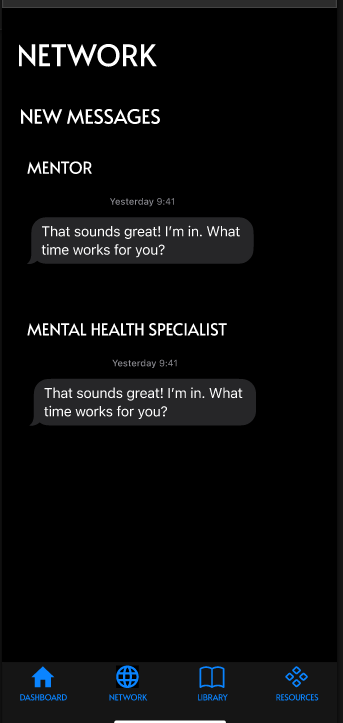 NETWORK
NEW MESSAGES
MENTOR
Yesterday 9:41
That sounds great! I'm in. What
time works for you?
MENTAL HEALTH SPECIALIST
Yesterday 9:41
That sounds great! I'm in. What
time works for you?
DASHBOARD
NETWORK
LIBRARY
RESOURCES